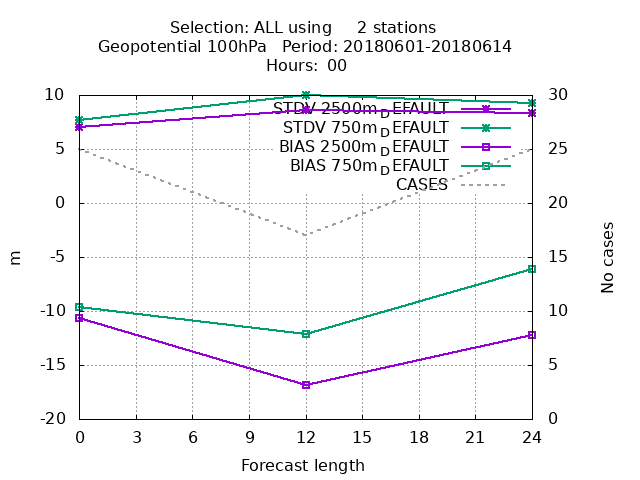 Selection: ALL using     2 stations
Geopotential 100hPa   Period: 20180601-20180614
Hours: 00
10
5
0
-5
-10
-15
-20
m
STDV 2500m_DEFAULT
STDV 750m_DEFAULT
BIAS 2500m_DEFAULT
BIAS 750m_DEFAULT
CASES
30
25
20
15
10
5
0
No cases
0 3 6 9 12 15 18 21 24
Forecast length